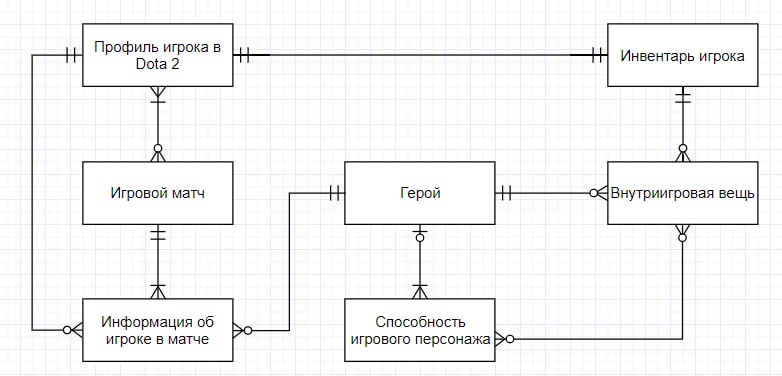 Профиль игрока в
Dota 2
Инвентарь игрока
Игровой матч
Герой
Внутриигровая вещь
Информация об
игроке в матче
Способность
игрового персонажа